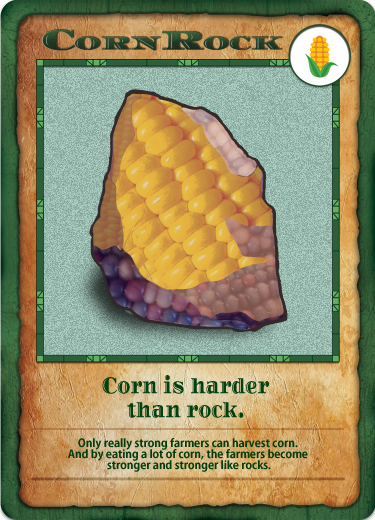 CORNROCK
Corn is harder
than rock.
Only really strong farmers can harvest corn.
And by eating a lot of corn, the farmers become
stronger and stronger like rocks.